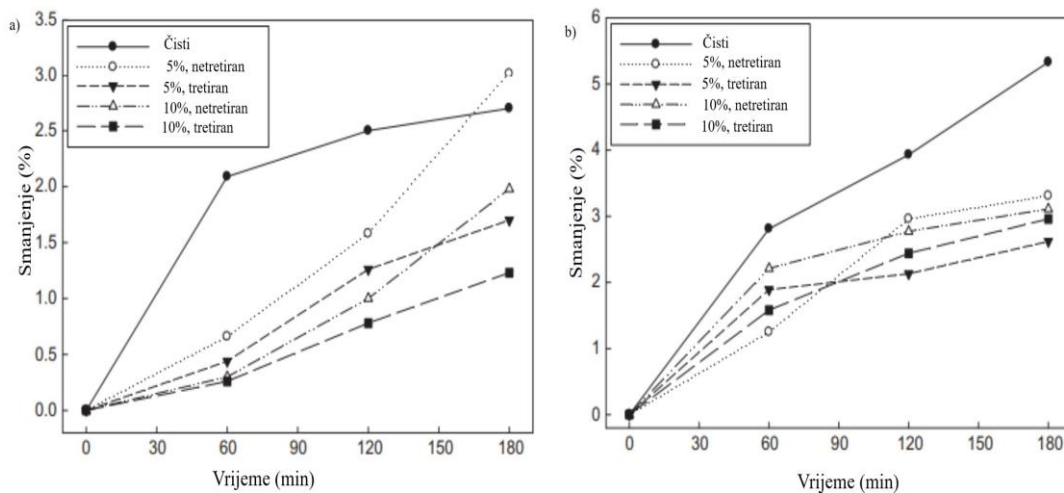 a)
3.5
3.0
2.5
2.0
1.5
1.0
0.5
0.0
Smanjenje (%)
Čisti
5%, netretiran
5%, tretiran
10%, netretiran
10%, tretiran
0 30 60 90 120 150 180
Vrijeme (min)
b)
6
5
4
3
2
1
0
Smanjenje (%)
Čisti
5%, netretiran
5%, tretiran
10%, netretiran
10%, tretiran
0 30 60 90 120 150 180
Vrijeme (min)